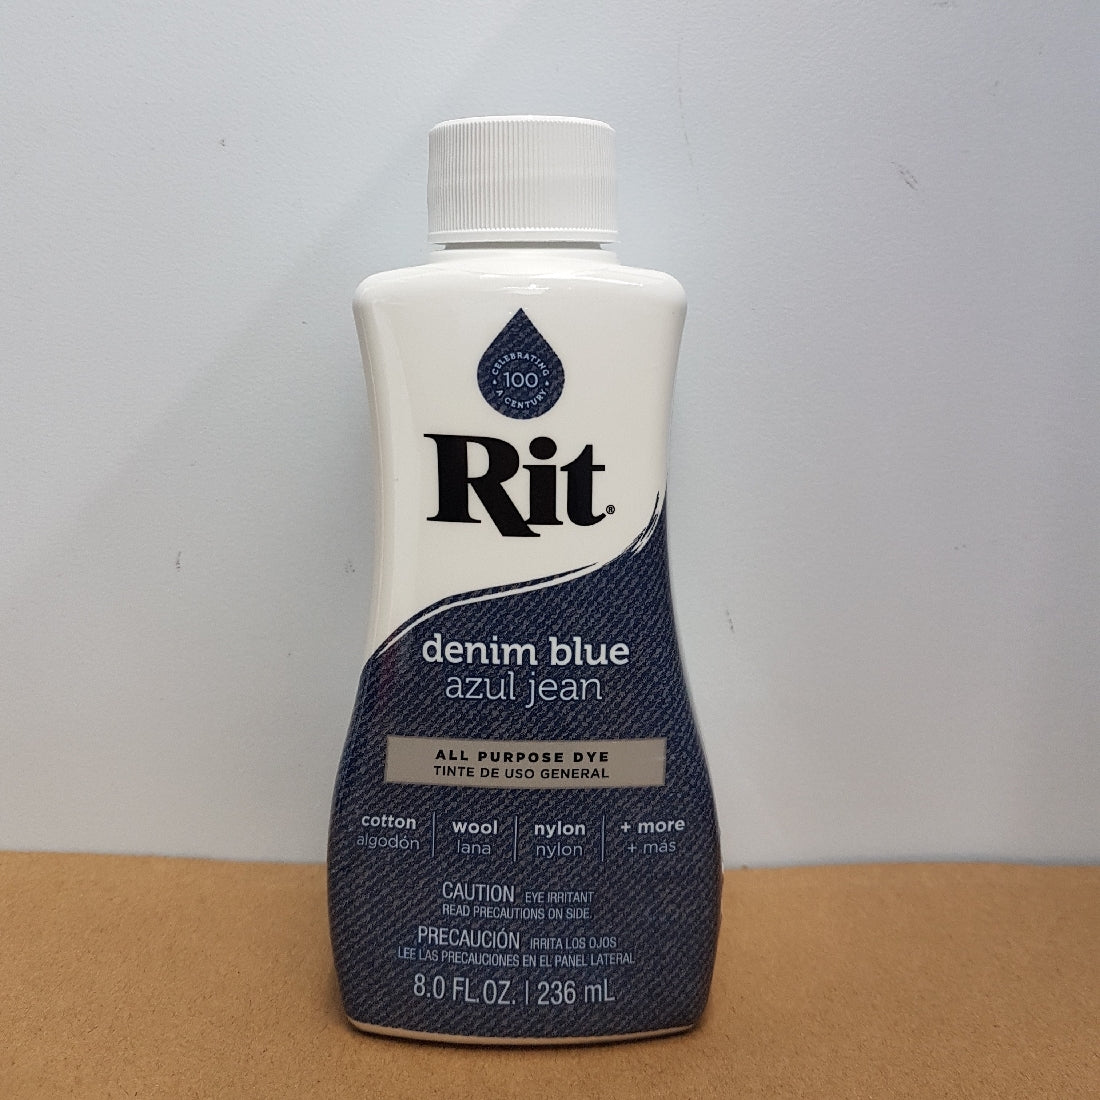 CELEBRATING
100
A CENTURY
Rit®
denim blue
azul jean
ALL PURPOSE DYE
TINTE DE USO GENERAL
cotton wool nylon + more
algodón lana nylon + más
CAUTION EYE IRRITANT
READ PRECAUTIONS ON SIDE.
PRECAUCIÓN IRRITA LOS OJOS
LEE LAS PRECAUCIONES EN EL PANEL LATERAL
8.0 FL.OZ. | 236 mL